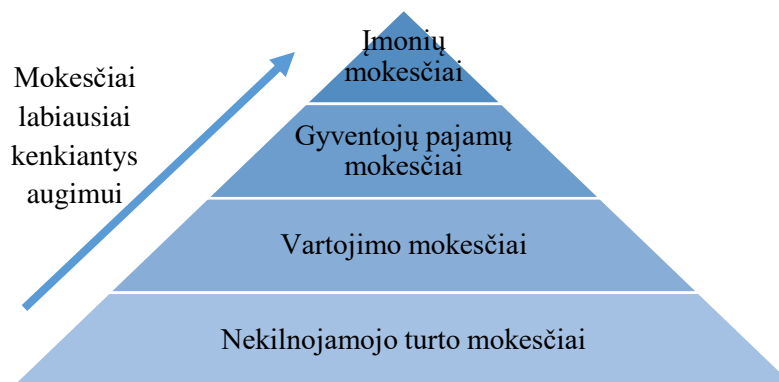 Mokesčiai
labiausiai
kenkiantys
augimui
Įmonių
mokesčiai
Gyventojų pajamų
mokesčiai
Vartojimo mokesčiai
Nekilnojamojo turto mokesčiai